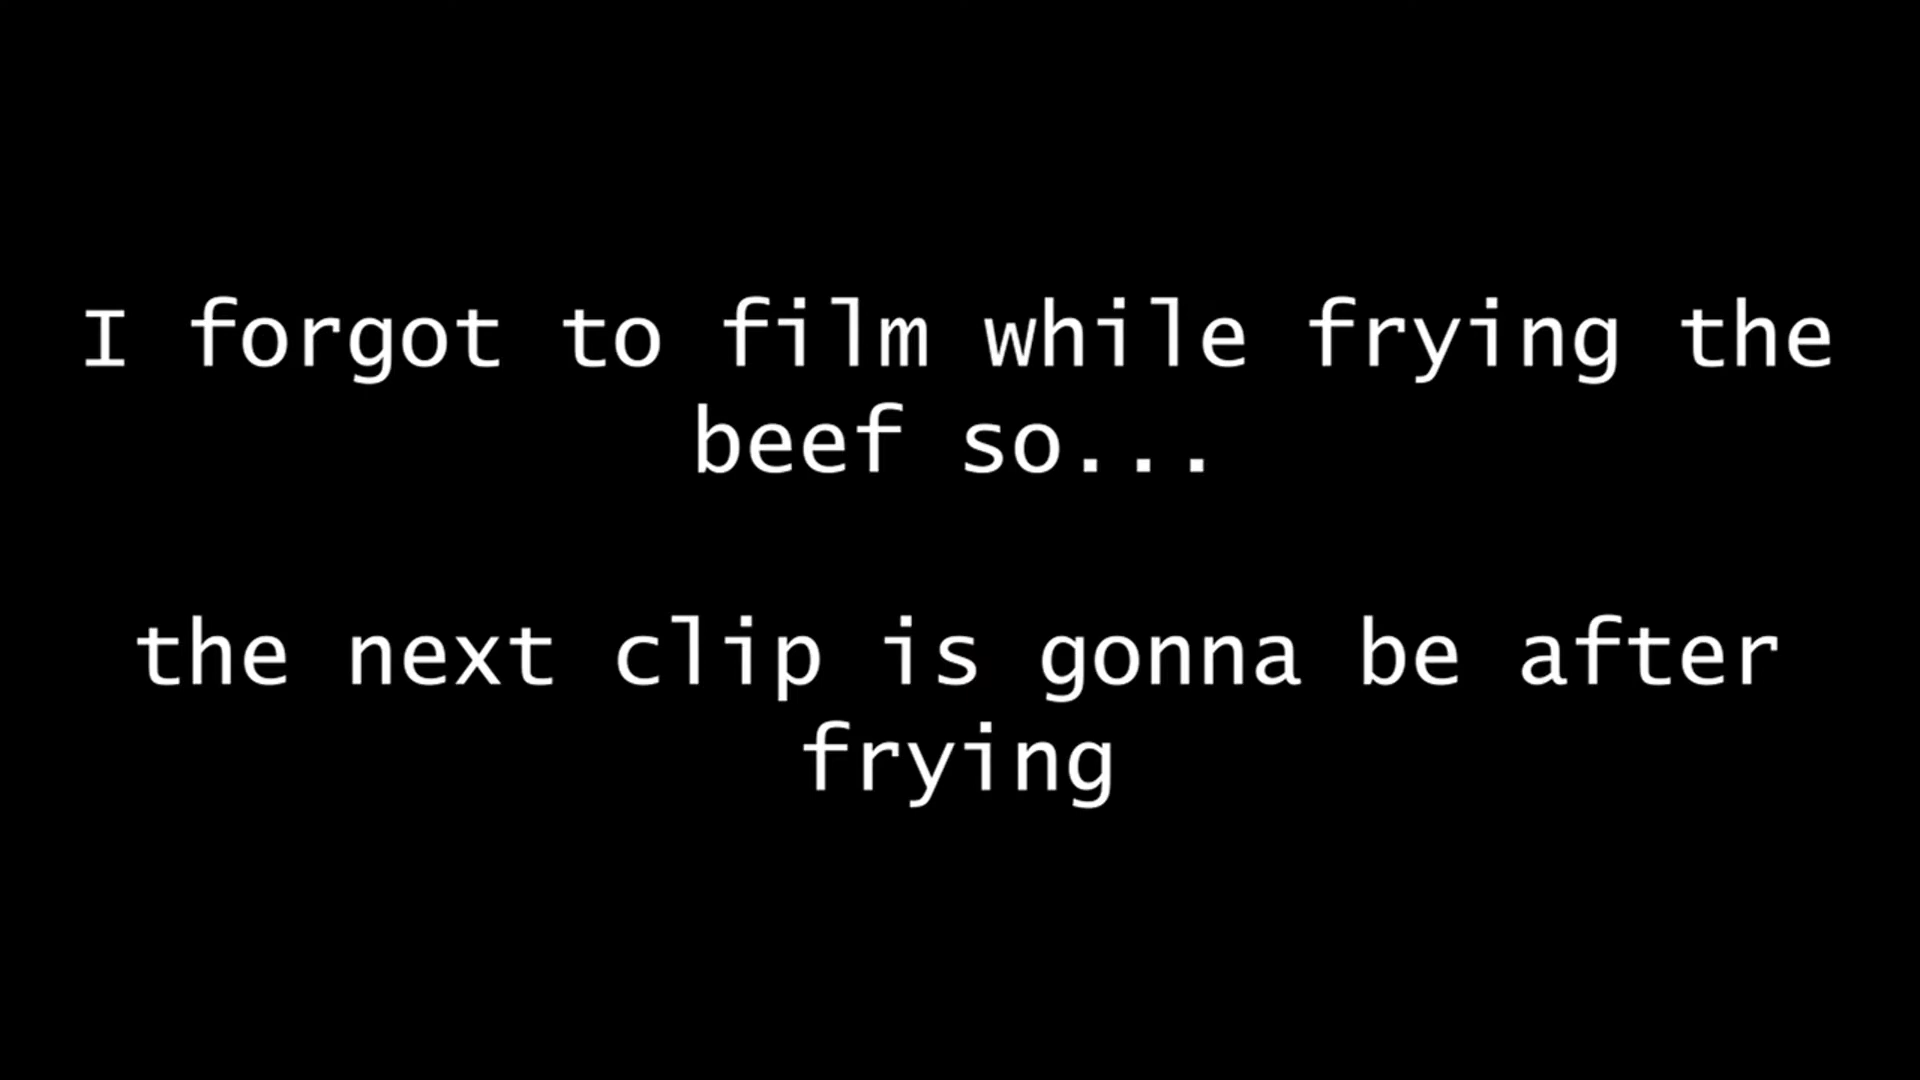 I forgot to film while frying the
beef so...
the next clip is gonna be after
frying